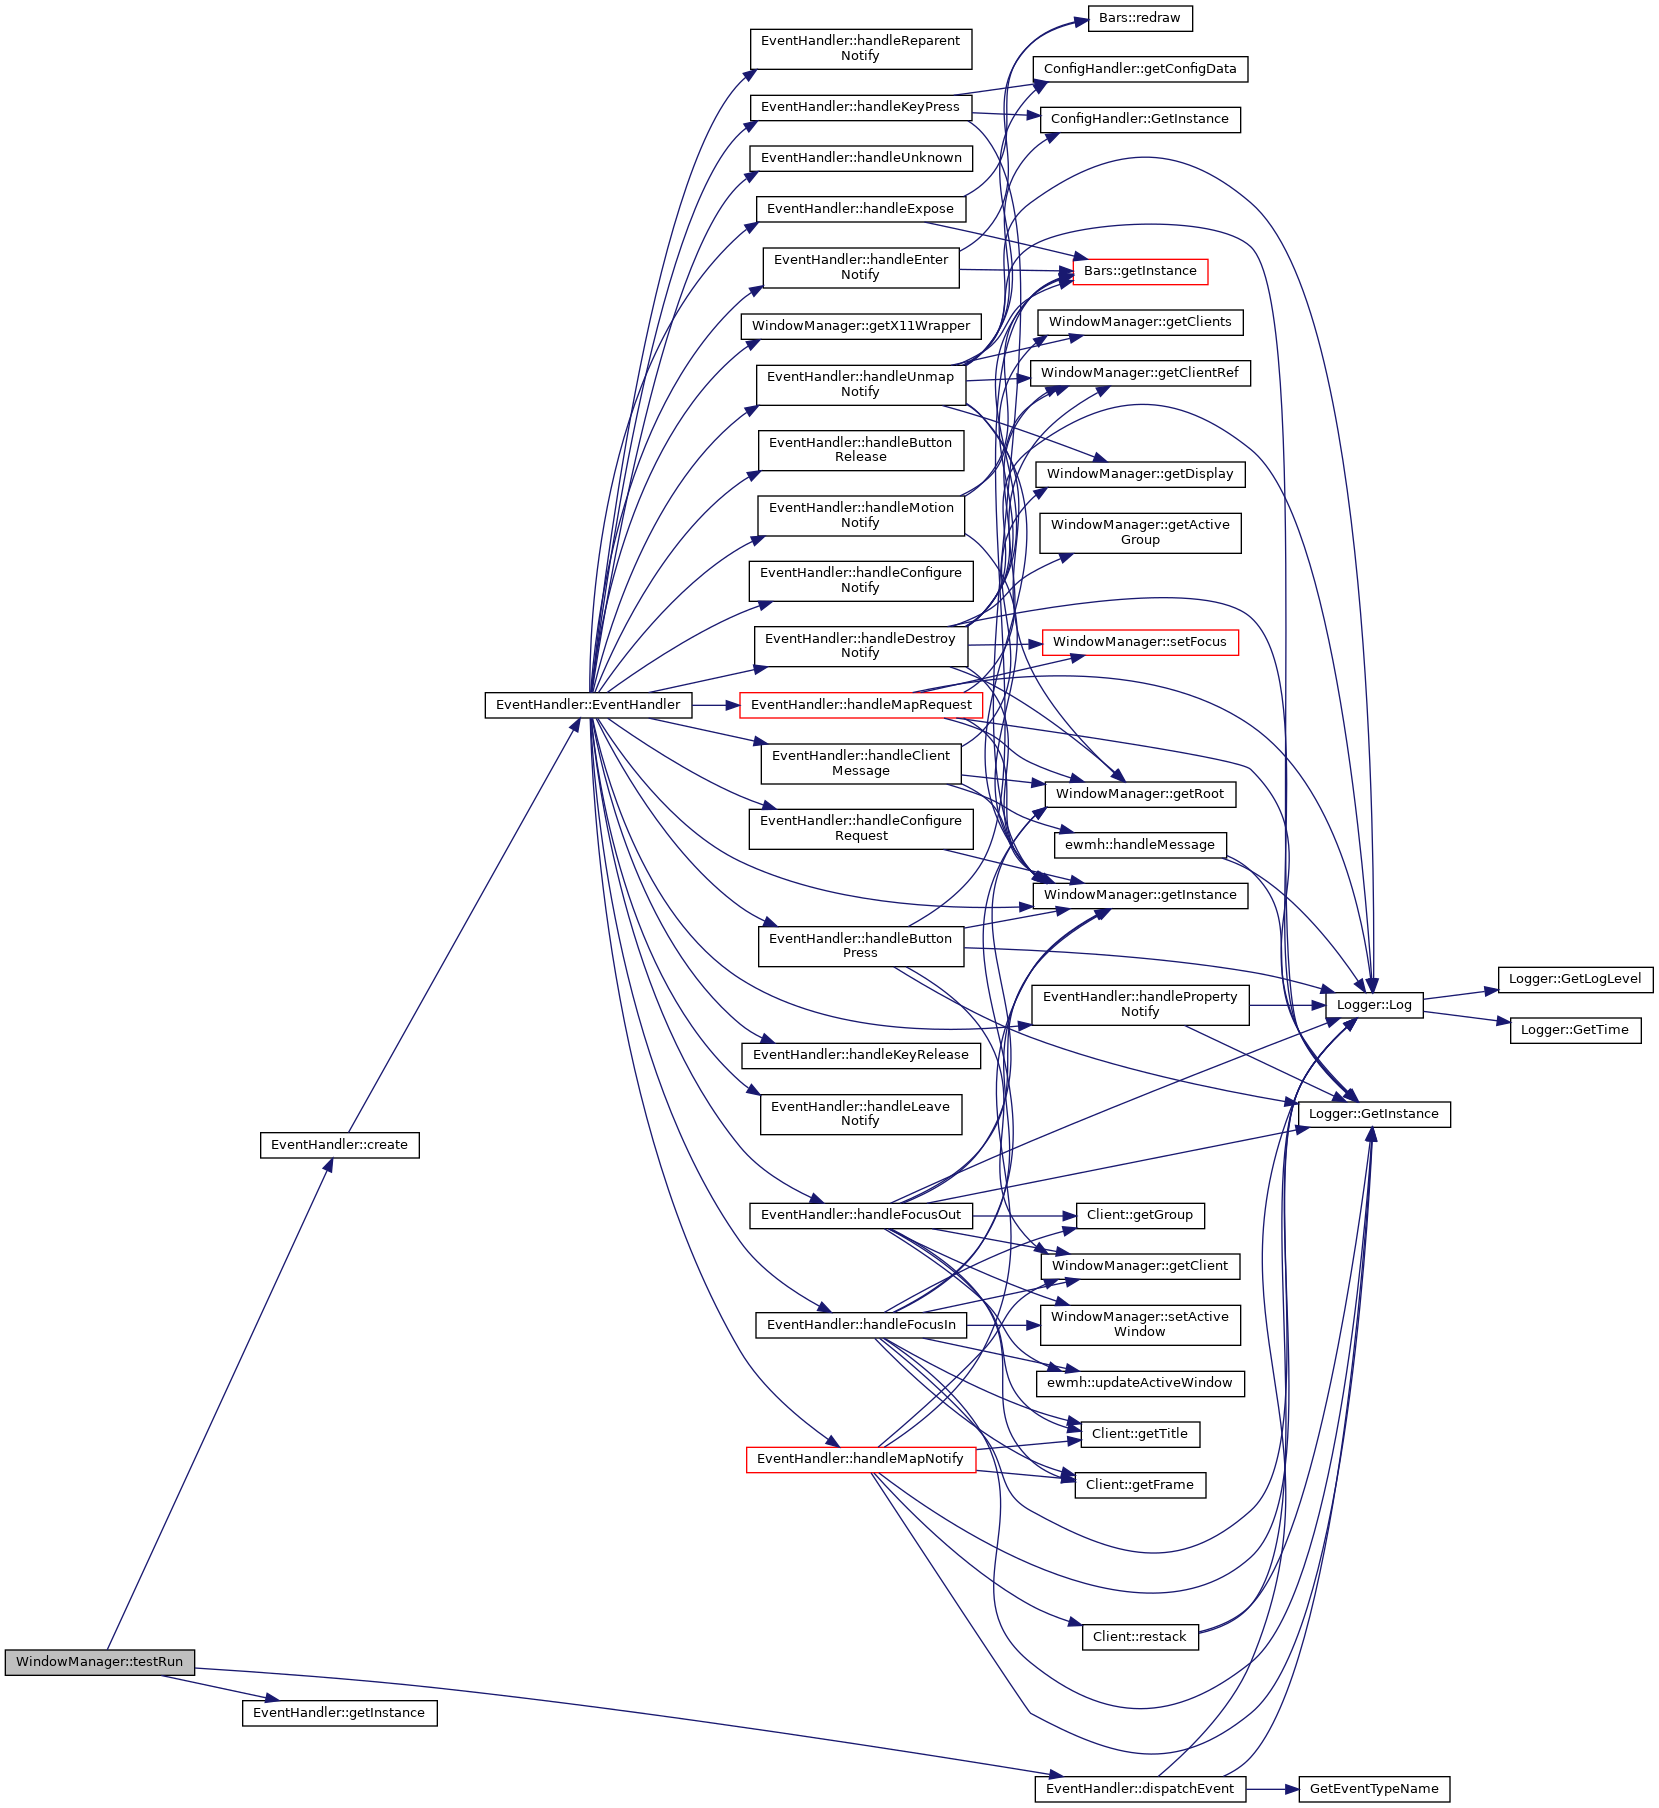 WindowManager::testRun
EventHandler::create
EventHandler::getInstance
EventHandler::EventHandler
EventHandler::handleReparent
Notify
EventHandler::handleKeyPress
EventHandler::handleUnknown
EventHandler::handleExpose
EventHandler::handleEnter
Notify
WindowManager::getX11Wrapper
EventHandler::handleUnmap
Notify
EventHandler::handleButton
Release
EventHandler::handleMotion
Notify
EventHandler::handleConfigure
Notify
EventHandler::handleDestroy
Notify
EventHandler::handleMapRequest
EventHandler::handleClient
Message
EventHandler::handleConfigure
Request
EventHandler::handleButton
Press
EventHandler::handleKeyRelease
EventHandler::handleLeave
Notify
EventHandler::handleFocusOut
EventHandler::handleFocusIn
EventHandler::handleMapNotify
Bars::redraw
ConfigHandler::getConfigData
ConfigHandler::GetInstance
Bars::getInstance
WindowManager::getClients
WindowManager::getClientRef
WindowManager::getDisplay
WindowManager::getActive
Group
WindowManager::setFocus
WindowManager::getRoot
ewmh::handleMessage
WindowManager::getInstance
EventHandler::handleProperty
Notify
Client::getGroup
WindowManager::getClient
WindowManager::setActive
Window
ewmh::updateActiveWindow
Client::getTitle
Client::getFrame
Client::restack
EventHandler::dispatchEvent
Logger::Log
Logger::GetInstance
GetEventTypeName
Logger::GetLogLevel
Logger::GetTime